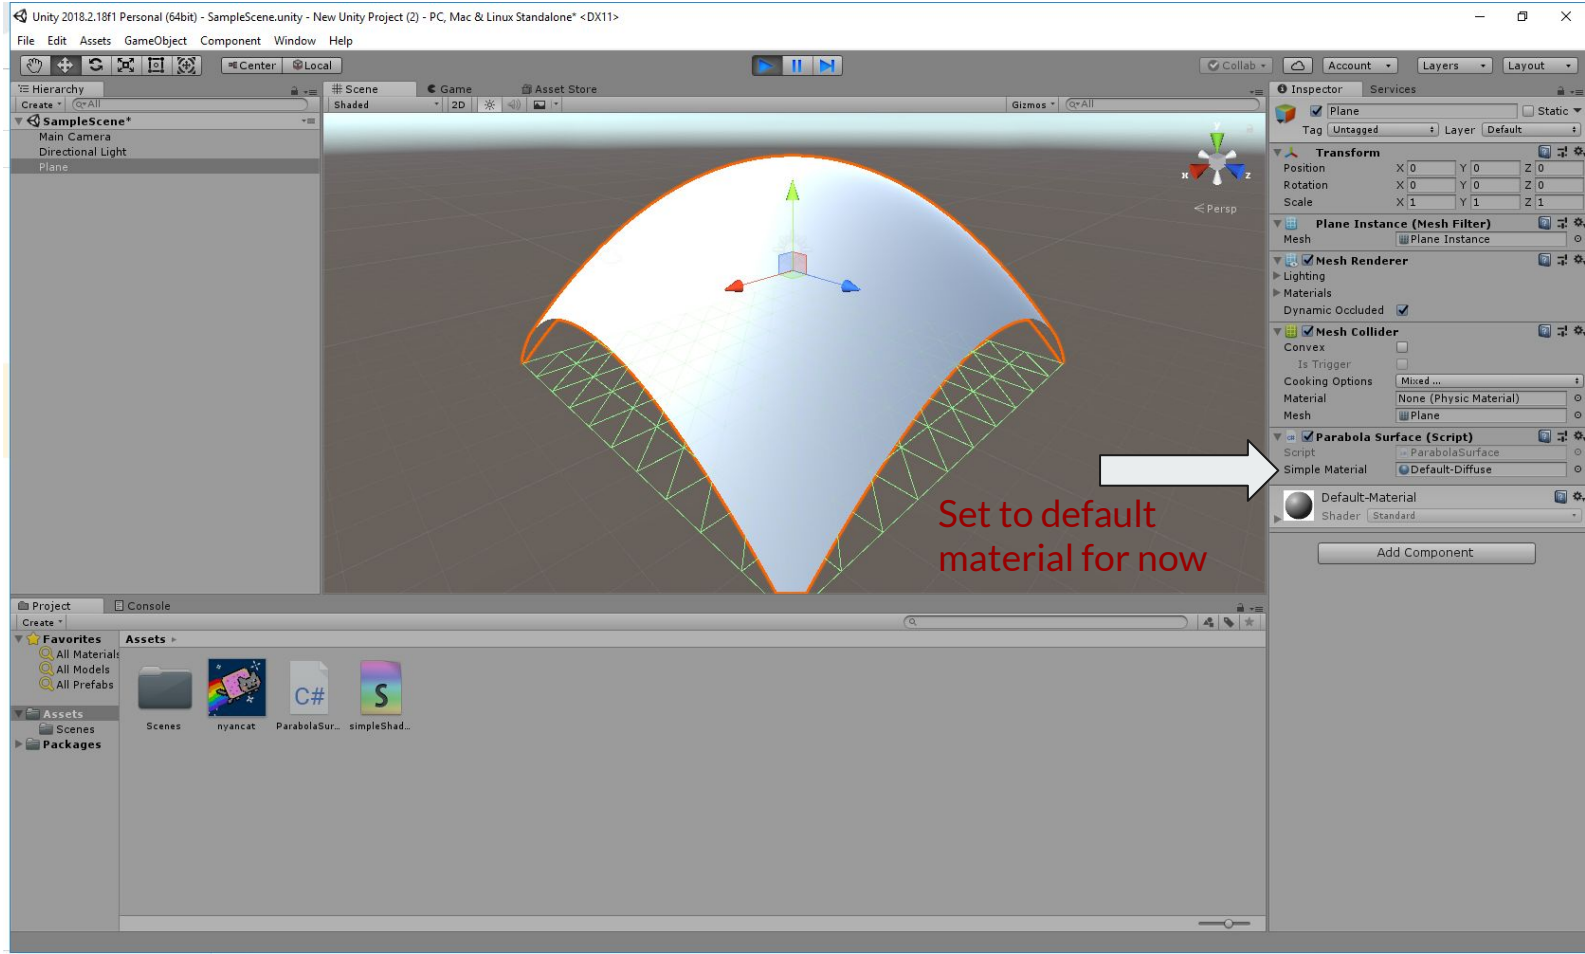 Unity 2018.2.18f1 Personal (64bit) - SampleScene.unity - New Unity Project (2) - PC, Mac & Linux Standalone* <DX11>
File Edit Assets GameObject Component Window Help
Center Local
Collab Account Layers Layout
Hierarchy
Create All
SampleScene*
Main Camera
Directional Light
Plane
Scene Game Asset Store
Shaded 2D Gizmos All
y
x z
Persp
Set to default
material for now
Inspector Services
Plane Static
Tag Untagged Layer Default
Transform
Position X 0 Y 0 Z 0
Rotation X 0 Y 0 Z 0
Scale X 1 Y 1 Z 1
Plane Instance (Mesh Filter)
Mesh Plane Instance
Mesh Renderer
Lighting
Materials
Dynamic Occluded
Mesh Collider
Convex
Is Trigger
Cooking Options Mixed ...
Material None (Physic Material)
Mesh Plane
Parabola Surface (Script)
Script ParabolaSurface
Simple Material Default-Diffuse
Default-Material
Shader Standard
Add Component
Project Console
Create
Favorites
All Materials
All Models
All Prefabs
Assets
Scenes
Packages
Assets
C#
S
Scenes nyancat ParabolaSur... simpleShad...